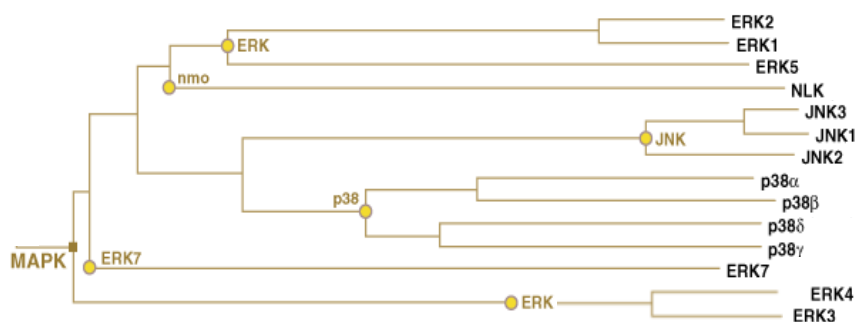 ERK2
ERK
ERK1
ERK5
nmo
NLK
JNK3
JNK1
JNK
JNK2
p38α
p38
p38β
p38δ
p38γ
MAPK
ERK7
ERK7
ERK4
ERK
ERK3